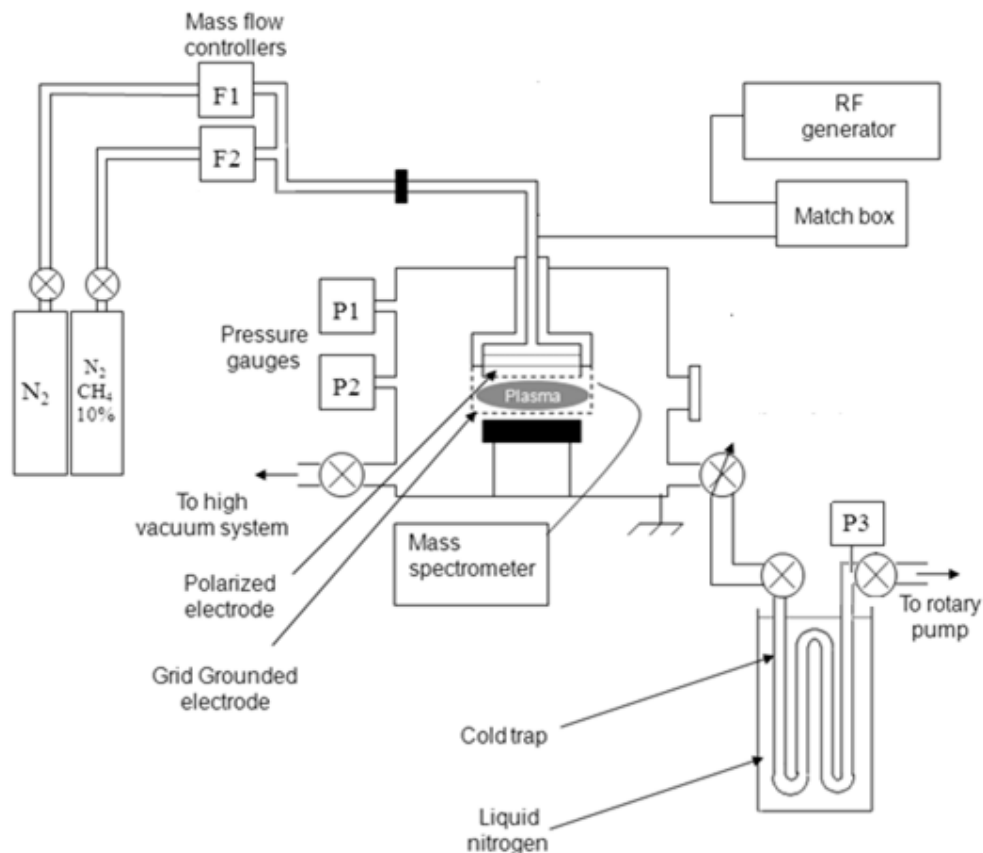 Mass flow
controllers
F1
F2
RF
generator
Match box
P1
Pressure
gauges
P2
N₂
N₂
CH₄
10%
Plasma
To high
vacuum system
Mass
spectrometer
P3
Polarized
electrode
To rotary
pump
Grid Grounded
electrode
Cold trap
Liquid
nitrogen